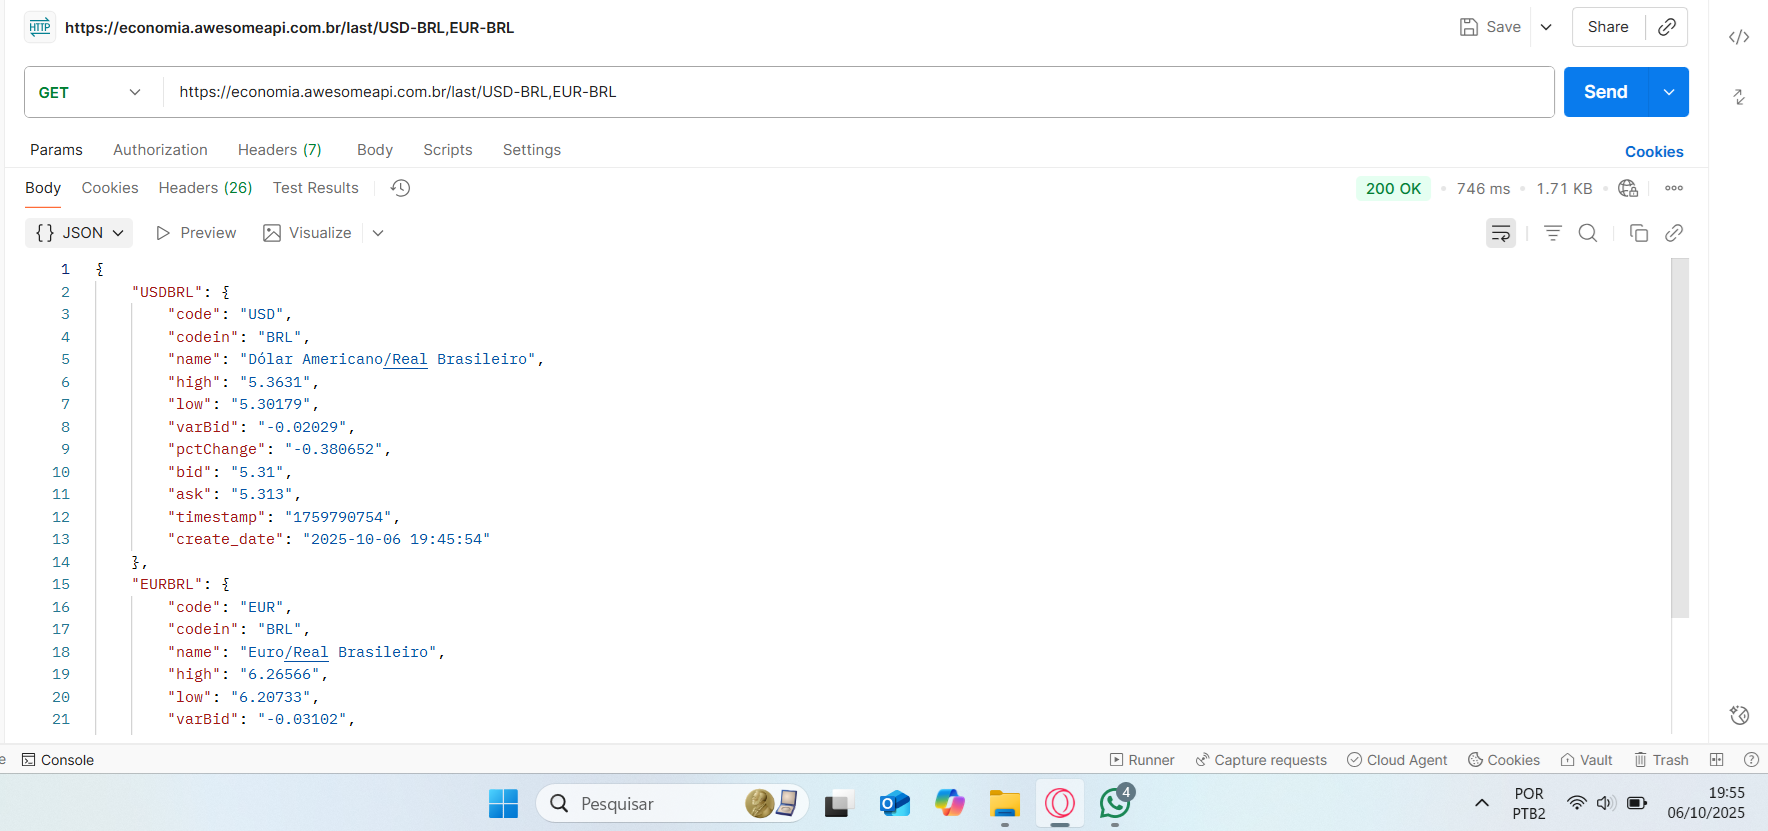 HTTP https://economia.awesomeapi.com.br/last/USD-BRL,EUR-BRL
Save
Share
GET
https://economia.awesomeapi.com.br/last/USD-BRL,EUR-BRL
Send
Params Authorization Headers (7) Body Scripts Settings
Cookies
Body Cookies Headers (26) Test Results
200 OK • 746 ms • 1.71 KB •
{} JSON Preview Visualize
1 {
2 "USDBRL": {
3 "code": "USD",
4 "codein": "BRL",
5 "name": "Dólar Americano/Real Brasileiro",
6 "high": "5.3631",
7 "low": "5.30179",
8 "varBid": "-0.02029",
9 "pctChange": "-0.380652",
10 "bid": "5.31",
11 "ask": "5.313",
12 "timestamp": "1759790754",
13 "create_date": "2025-10-06 19:45:54"
14 },
15 "EURBRL": {
16 "code": "EUR",
17 "codein": "BRL",
18 "name": "Euro/Real Brasileiro",
19 "high": "6.26566",
20 "low": "6.20733",
21 "varBid": "-0.03102",
e Console
Runner Capture requests Cloud Agent Cookies Vault Trash
Pesquisar
4
POR
PTB2
19:55
06/10/2025